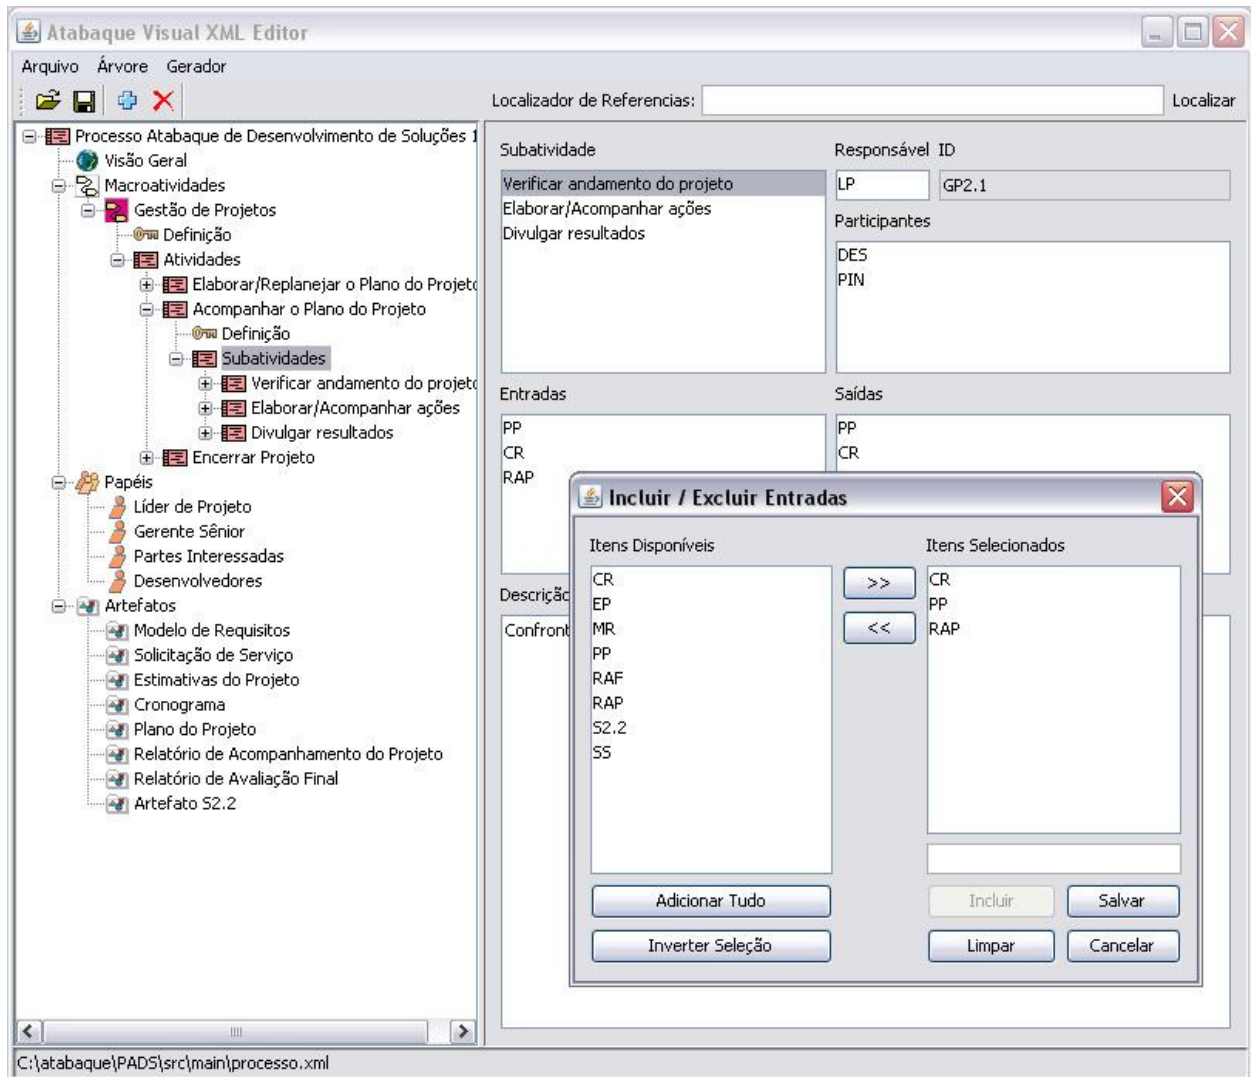 Atabaque Visual XML Editor
Arquivo Árvore Gerador
Localizador de Referencias: Localizar
Processo Atabaque de Desenvolvimento de Soluções 1
Visão Geral
Macroatividades
Gestão de Projetos
Definição
Atividades
Elaborar/Replanejar o Plano do Projeto
Acompanhar o Plano do Projeto
Definição
Subatividades
Verificar andamento do projeto
Elaborar/Acompanhar ações
Divulgar resultados
Encerrar Projeto
Papéis
Líder de Projeto
Gerente Sênior
Partes Interessadas
Desenvolvedores
Artefatos
Modelo de Requisitos
Solicitação de Serviço
Estimativas do Projeto
Cronograma
Plano do Projeto
Relatório de Acompanhamento do Projeto
Relatório de Avaliação Final
Artefato S2.2
Subatividade
Verificar andamento do projeto
Elaborar/Acompanhar ações
Divulgar resultados
Responsável ID
LP GP2.1
Participantes
DES
PIN
Entradas
PP
CR
RAP
Saídas
PP
CR
Descriçã
Confront
Incluir / Excluir Entradas
Itens Disponíveis
CR
EP
MR
PP
RAF
RAP
S2.2
SS
>>
<<
Itens Selecionados
CR
PP
RAP
Adicionar Tudo
Incluir Salvar
Inverter Seleção
Limpar Cancelar
C:\atabaque\PADS\src\main\processo.xml